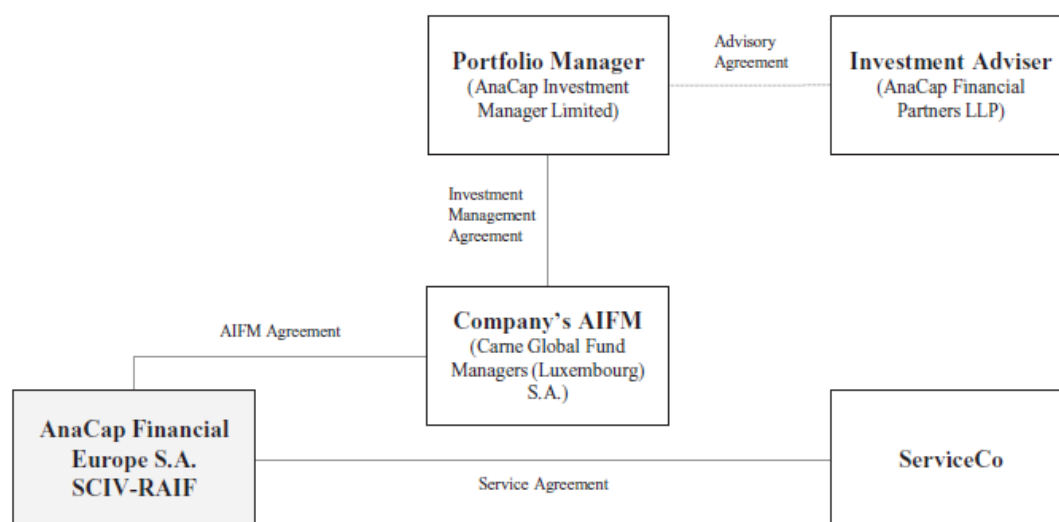 Portfolio Manager
(AnaCap Investment
Manager Limited)
Advisory
Agreement
Investment Adviser
(AnaCap Financial
Partners LLP)
Investment
Management
Agreement
Company’s AIFM
(Carne Global Fund
Managers (Luxembourg)
S.A.)
AIFM Agreement
AnaCap Financial
Europe S.A.
SCIV-RAIF
Service Agreement
ServiceCo